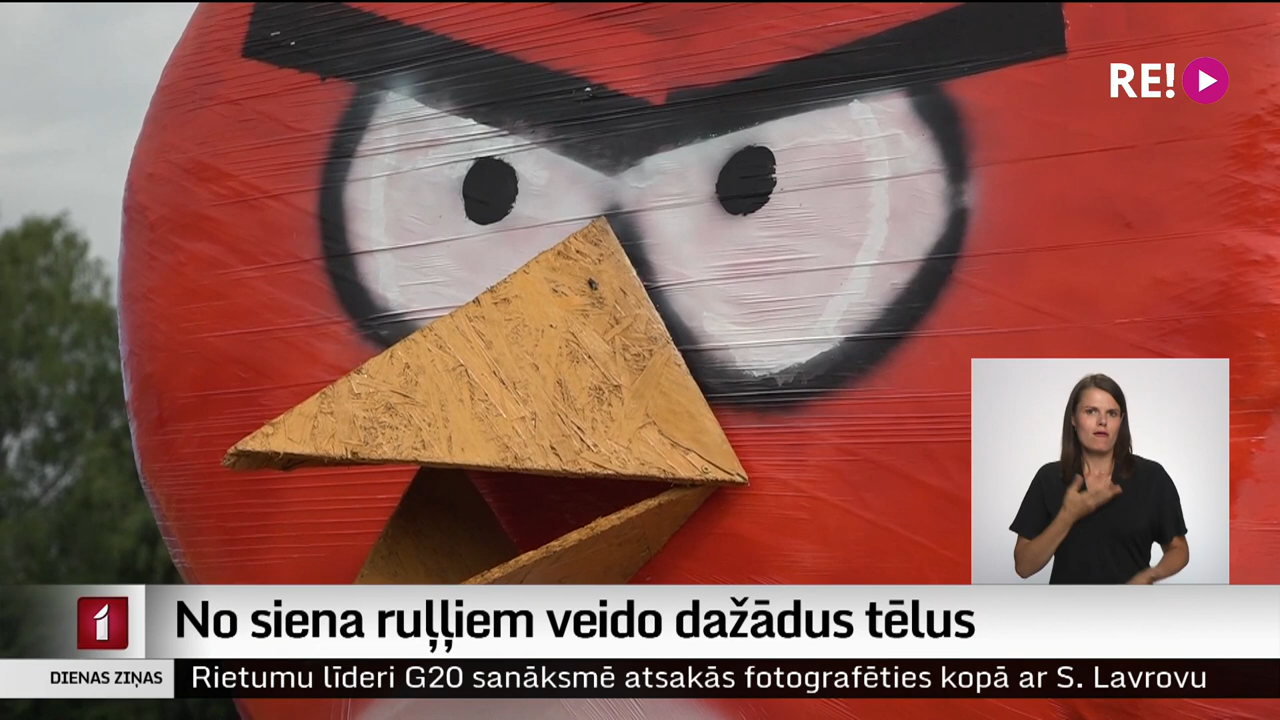 RE!
1
No siena ruļļiem veido dažādus tēlus
DIENAS ZIŅAS
Rietumu līderi G20 sanāksmē atsakās fotografēties kopā ar S. Lavrovu